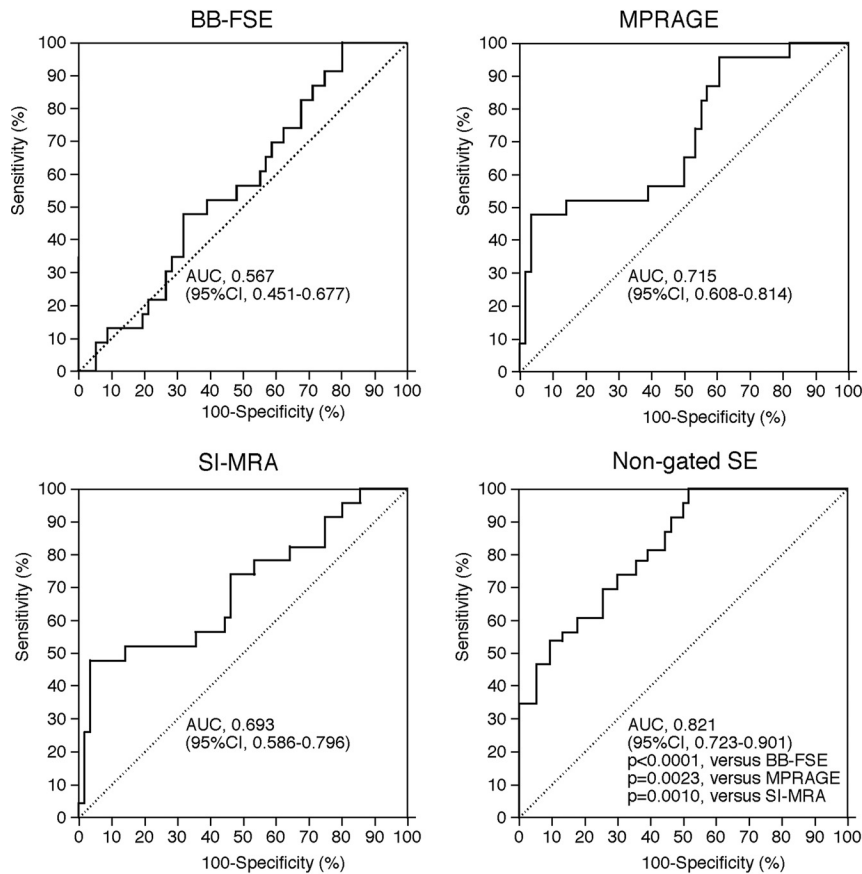 BB-FSE
100
90
80
70
60
50
40
30
20
10
0
Sensitivity (%)
AUC, 0.567
(95%CI, 0.451-0.677)
0 10 20 30 40 50 60 70 80 90 100
100-Specificity (%)
MPRAGE
100
90
80
70
60
50
40
30
20
10
0
Sensitivity (%)
AUC, 0.715
(95%CI, 0.608-0.814)
0 10 20 30 40 50 60 70 80 90 100
100-Specificity (%)
SI-MRA
100
90
80
70
60
50
40
30
20
10
0
Sensitivity (%)
AUC, 0.693
(95%CI, 0.586-0.796)
0 10 20 30 40 50 60 70 80 90 100
100-Specificity (%)
Non-gated SE
100
90
80
70
60
50
40
30
20
10
0
Sensitivity (%)
AUC, 0.821
(95%CI, 0.723-0.901)
p<0.0001, versus BB-FSE
p=0.0023, versus MPRAGE
p=0.0010, versus SI-MRA
0 10 20 30 40 50 60 70 80 90 100
100-Specificity (%)